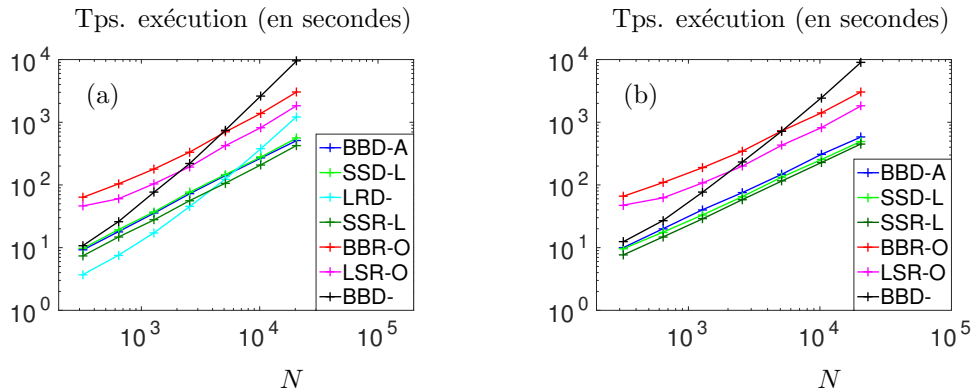 Tps. exécution (en secondes)
(a)
10^4
10^3
10^2
10^1
10^0
BBD-A
SSD-L
LRD-
SSR-L
BBR-O
LSR-O
BBD-
10^3
10^4
10^5
N
Tps. exécution (en secondes)
(b)
10^4
10^3
10^2
10^1
10^0
BBD-A
SSD-L
SSR-L
BBR-O
LSR-O
BBD-
10^3
10^4
10^5
N